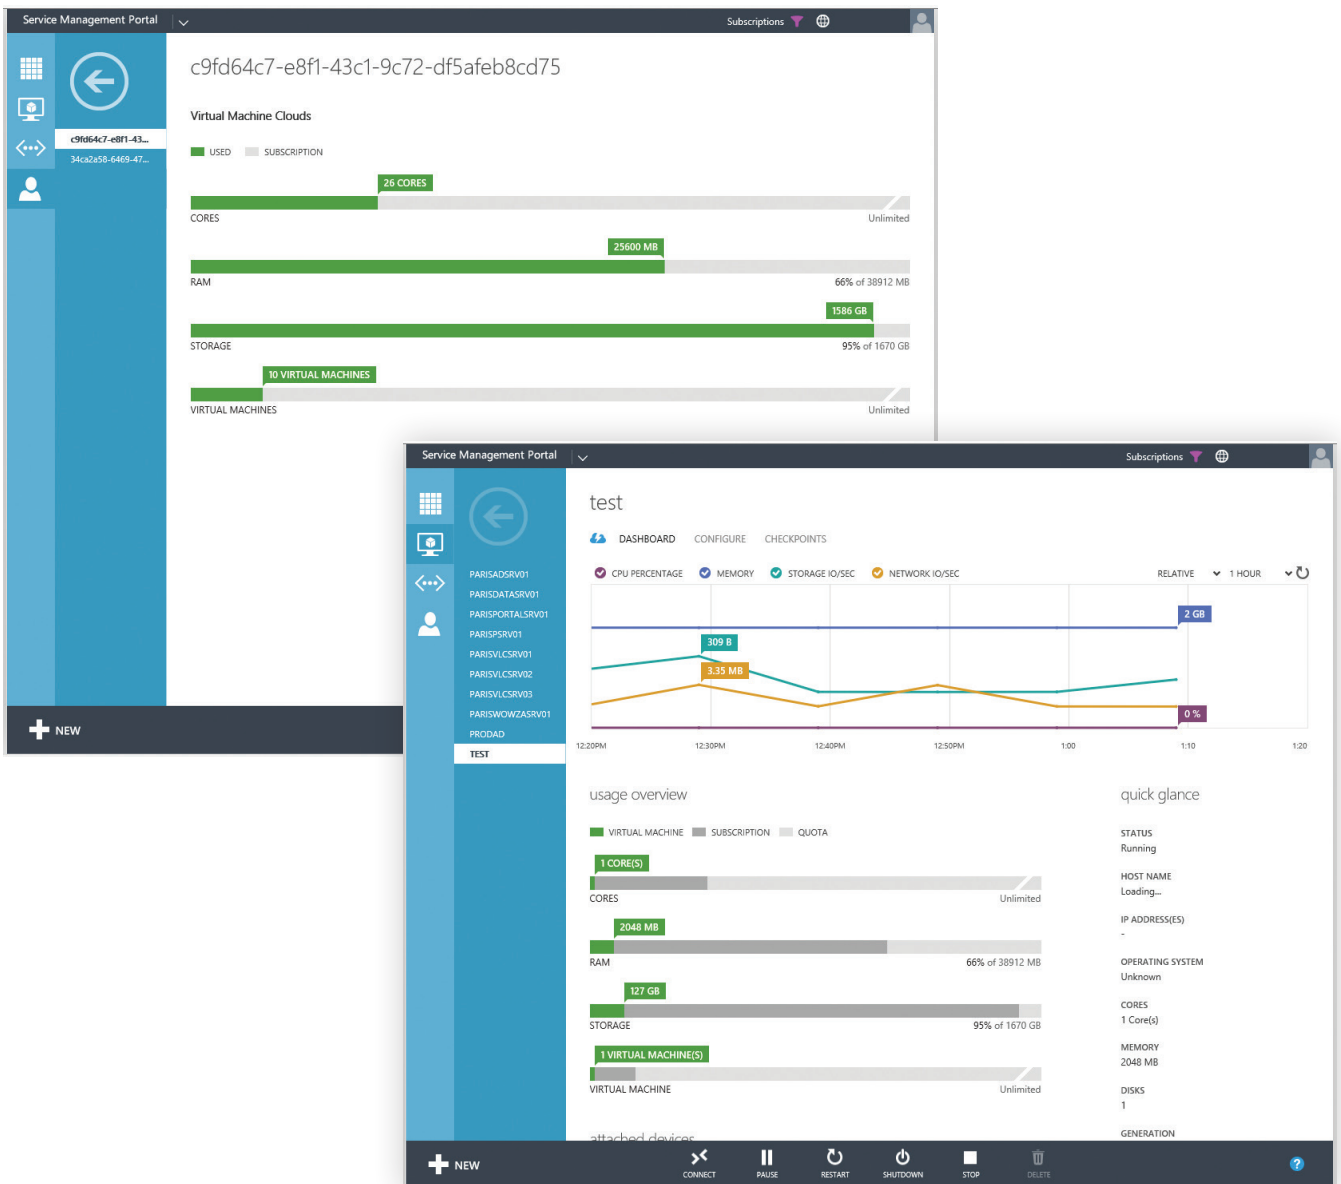 Service Management Portal
Subscriptions
c9fd64c7-e8f1-43...
34ca2a58-6469-47...
c9fd64c7-e8f1-43c1-9c72-df5afeb8cd75
Virtual Machine Clouds
USED SUBSCRIPTION
26 CORES
CORES Unlimited
25600 MB
RAM 66% of 38912 MB
1586 GB
STORAGE 95% of 1670 GB
10 VIRTUAL MACHINES
VIRTUAL MACHINES Unlimited
NEW
Service Management Portal
Subscriptions
PARISADSRV01
PARISDATASRV01
PARISPORTALSRV01
PARISPSRV01
PARISVLCSRV01
PARISVLCSRV02
PARISVLCSRV03
PARISWOWZASRV01
PRODAD
TEST
test
DASHBOARD CONFIGURE CHECKPOINTS
CPU PERCENTAGE MEMORY STORAGE IO/SEC NETWORK IO/SEC RELATIVE 1 HOUR
2 GB
309 B
3.35 MB
0 %
12:20PM 12:30PM 12:40PM 12:50PM 1:00 1:10 1:20
usage overview
VIRTUAL MACHINE SUBSCRIPTION QUOTA
1 CORE(S)
CORES Unlimited
2048 MB
RAM 66% of 38912 MB
127 GB
STORAGE 95% of 1670 GB
1 VIRTUAL MACHINE(S)
VIRTUAL MACHINE Unlimited
attached devices
quick glance
STATUS
Running
HOST NAME
Loading...
IP ADDRESS(ES)
-
OPERATING SYSTEM
Unknown
CORES
1 Core(s)
MEMORY
2048 MB
DISKS
1
GENERATION
NEW
CONNECT PAUSE RESTART SHUTDOWN STOP DELETE
?